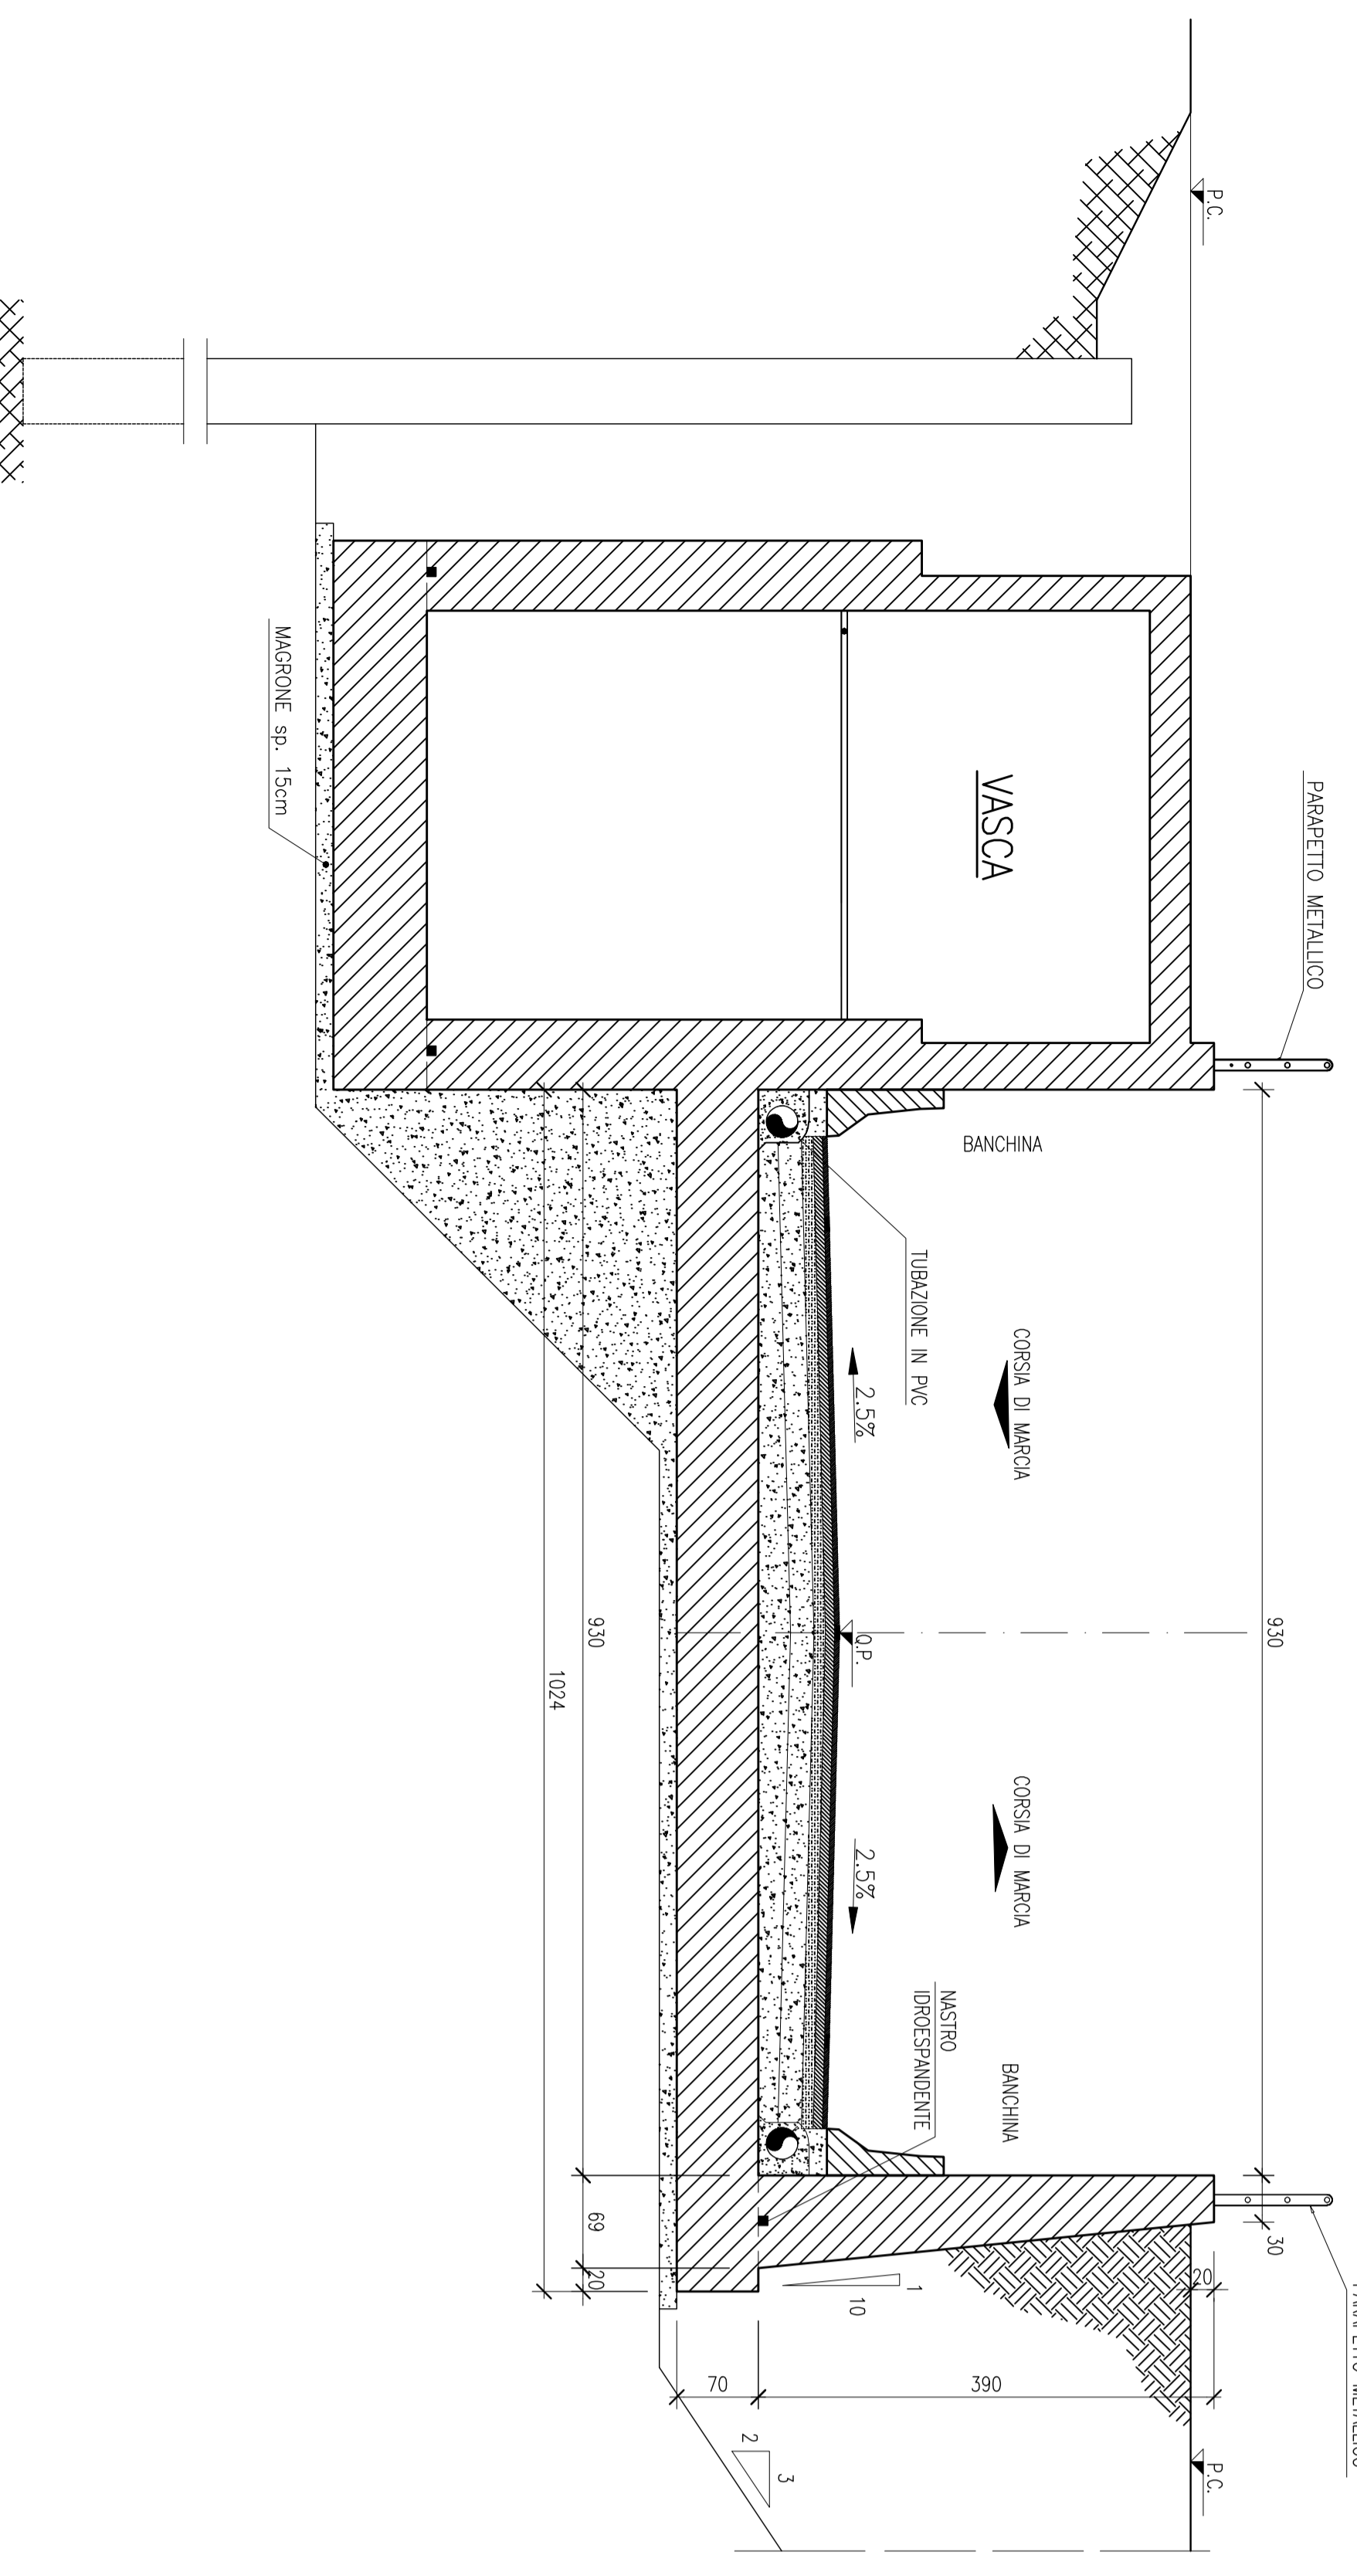 PARAPETTO METALLICO
P.C.
930
30
20
P.C.
VASCA
CORSIA DI MARCIA
CORSIA DI MARCIA
BANCHINA
BANCHINA
390
TUBAZIONE IN PVC
NASTRO
IDROESPANDENTE
Q.P.
2.5%
2.5%
1
10
70
2
3
930
69
20
1024
MAGRONE sp. 15cm